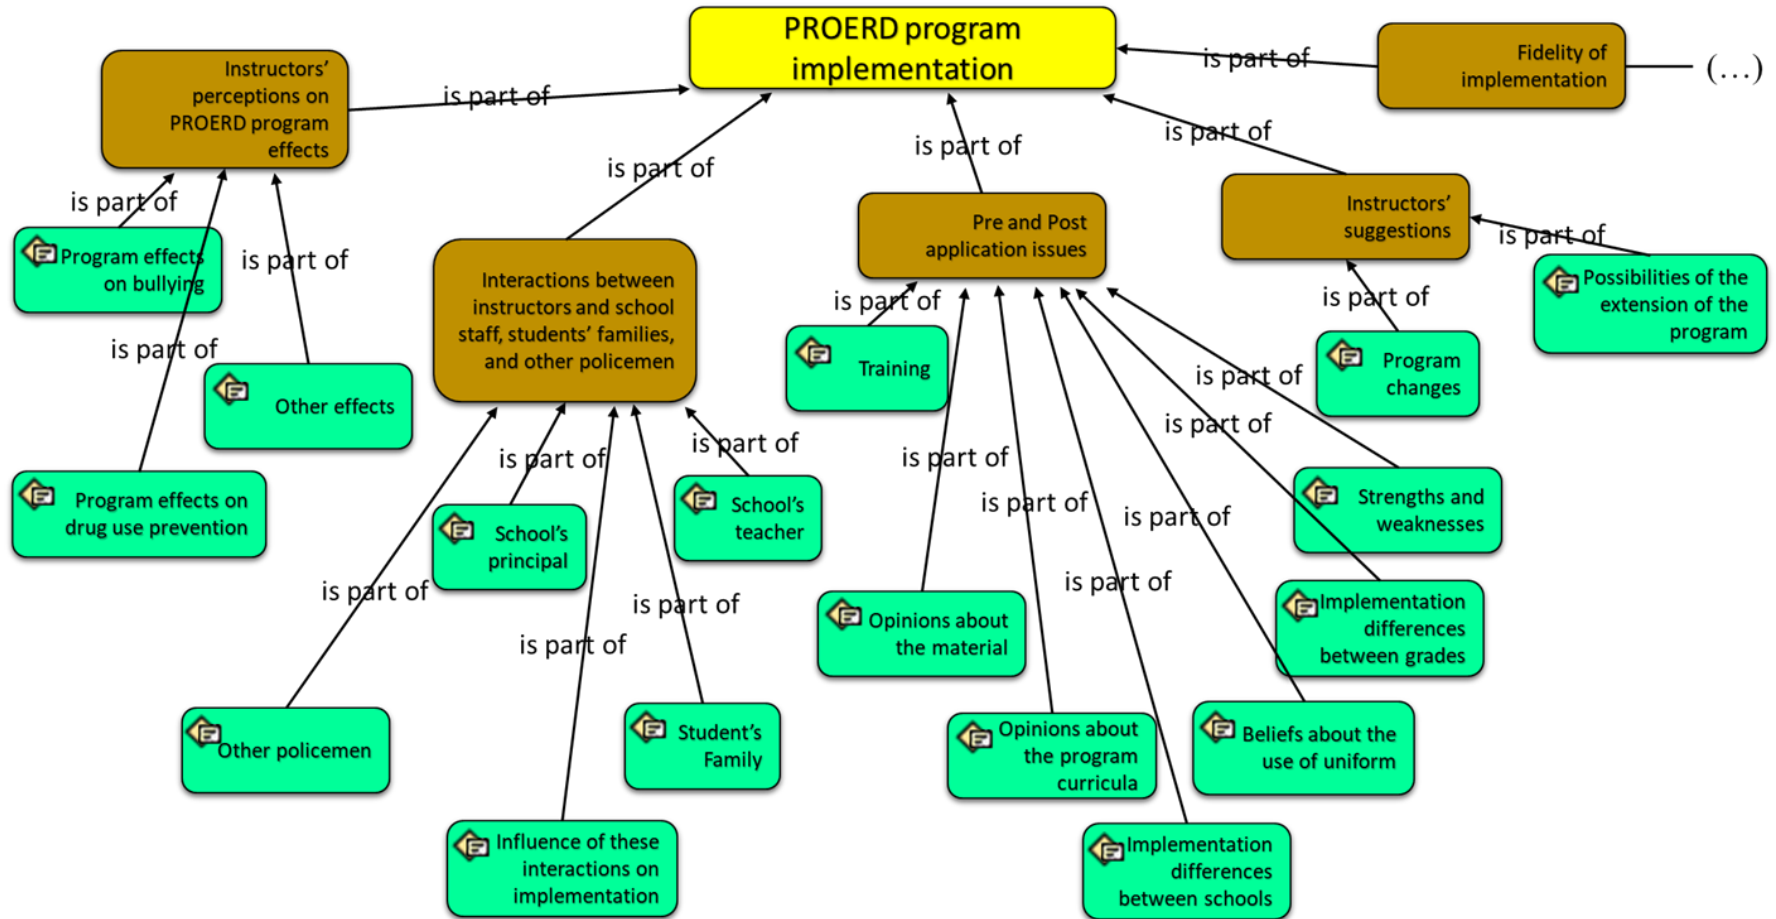 PROERD program
implementation
Fidelity of
implementation
(...)
is part of
Instructors’
perceptions on
PROERD program
effects
is part of
is part of
is part of
is part of
Instructors’
suggestions
Pre and Post
application issues
is part of
is part of
Program effects
on bullying
is part of
Interactions between
instructors and school
staff, students’ families,
and other policemen
is part of
Possibilities of the
extension of the
program
is part of
is part of
is part of
Training
Program
changes
Other effects
is part of
is part of
is part of
is part of
is part of
Program effects on
drug use prevention
School’s
principal
School’s
teacher
is part of
is part of
Strengths and
weaknesses
is part of
is part of
is part of
is part of
Opinions about
the material
Implementation
differences
between grades
Other policemen
Student’s
Family
Opinions about
the program
curricula
Beliefs about the
use of uniform
Influence of these
interactions on
implementation
Implementation
differences
between schools